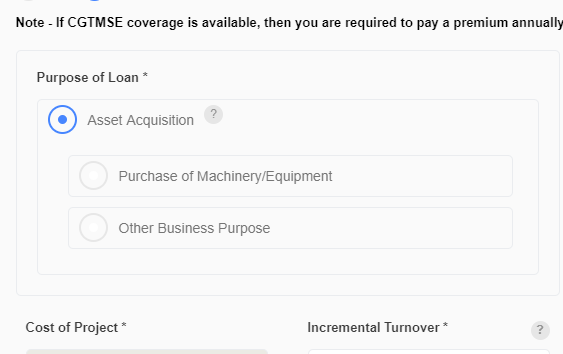 Note - If CGTMSE coverage is available, then you are required to pay a premium annually
Purpose of Loan *
Asset Acquisition ?
Purchase of Machinery/Equipment
Other Business Purpose
Cost of Project * Incremental Turnover * ?